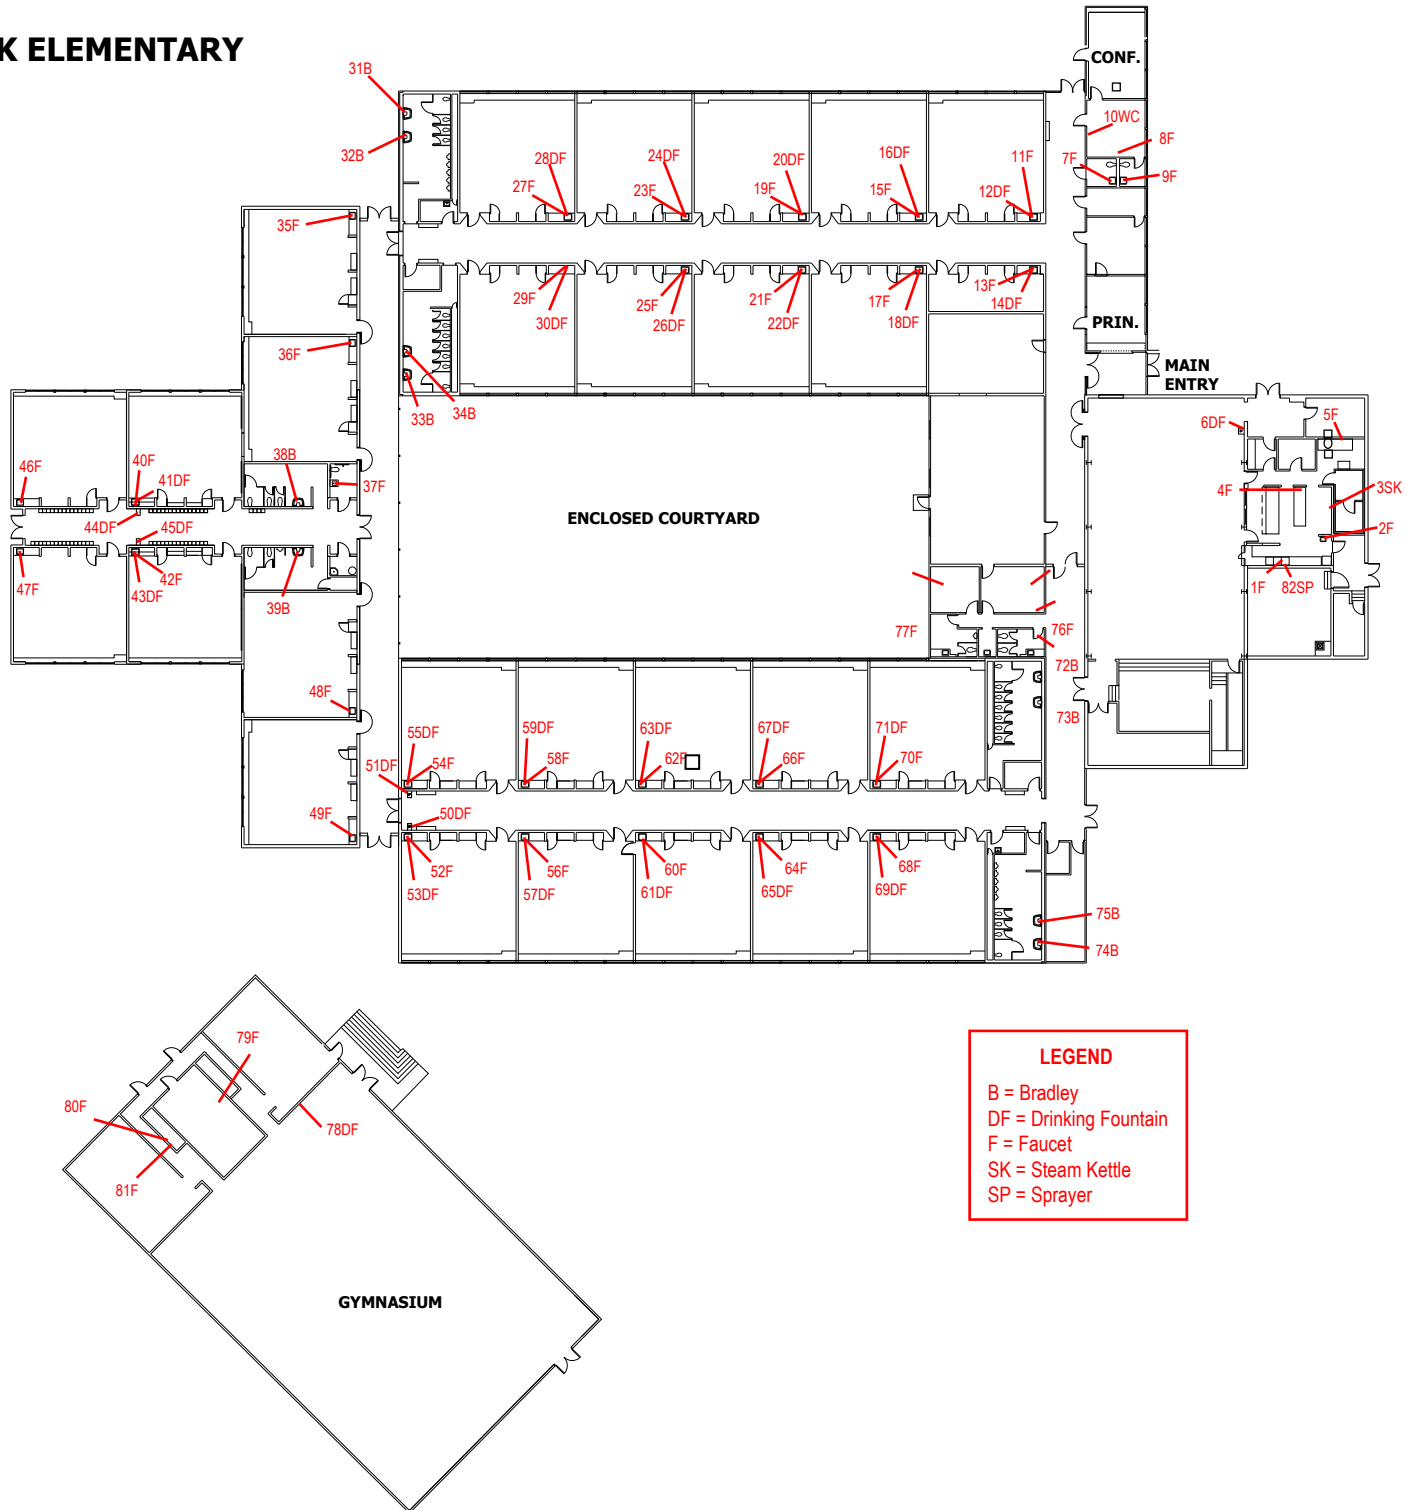 K ELEMENTARY
CONF.
31B
10WC
8F
32B
28DF
24DF
20DF
16DF
11F
7F
9F
27F
23F
19F
15F
12DF
35F
29F
25F
21F
17F
13F
30DF
26DF
22DF
18DF
14DF
PRIN.
36F
MAIN
ENTRY
33B
34B
6DF
5F
46F
40F
41DF
38B
37F
4F
3SK
44DF
45DF
ENCLOSED COURTYARD
2F
47F
42F
43DF
39B
1F
82SP
77F
76F
72B
48F
73B
55DF
59DF
63DF
67DF
71DF
51DF
54F
58F
62F
66F
70F
49F
50DF
52F
56F
60F
64F
68F
53DF
57DF
61DF
65DF
69DF
75B
74B
79F
80F
78DF
81F
LEGEND
B = Bradley
DF = Drinking Fountain
F = Faucet
SK = Steam Kettle
SP = Sprayer
GYMNASIUM